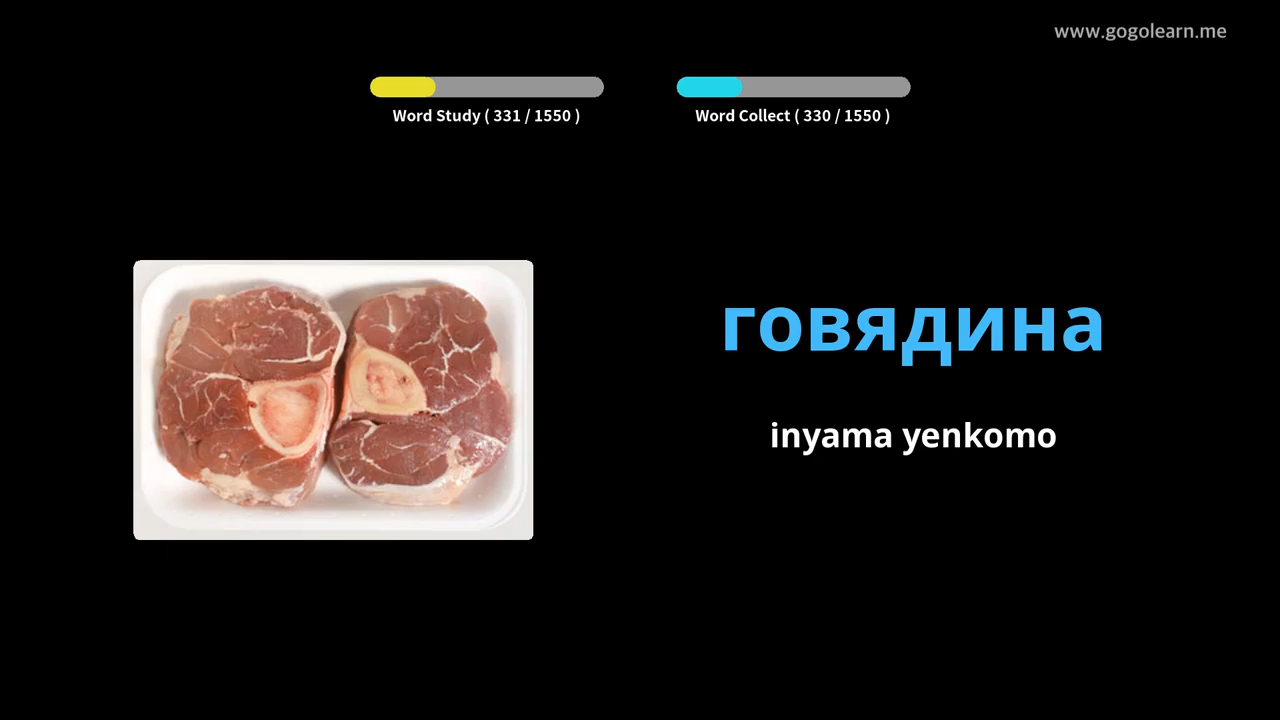 www.gogolearn.me
Word Study ( 331 / 1550 )
Word Collect ( 330 / 1550 )
говядина
inyama yenkomo